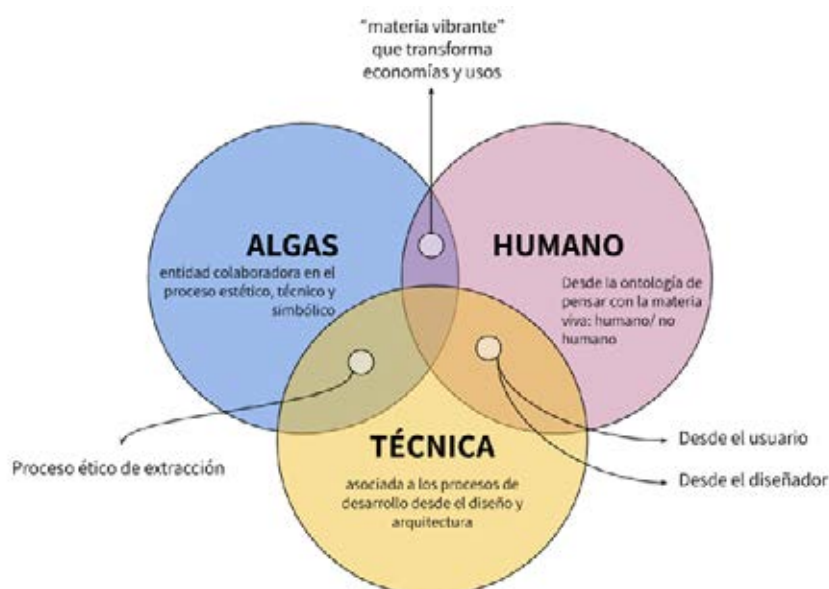 “materia vibrante”
que transforma
economías y usos
ALGAS
entidad colaboradora en el
proceso estético, técnico y
simbólico
HUMANO
Desde la ontología de
pensar con la materia
viva: humano/ no
humano
TÉCNICA
asociada a los procesos de
desarrollo desde el diseño y
arquitectura
Proceso ético de extracción
Desde el usuario
Desde el diseñador